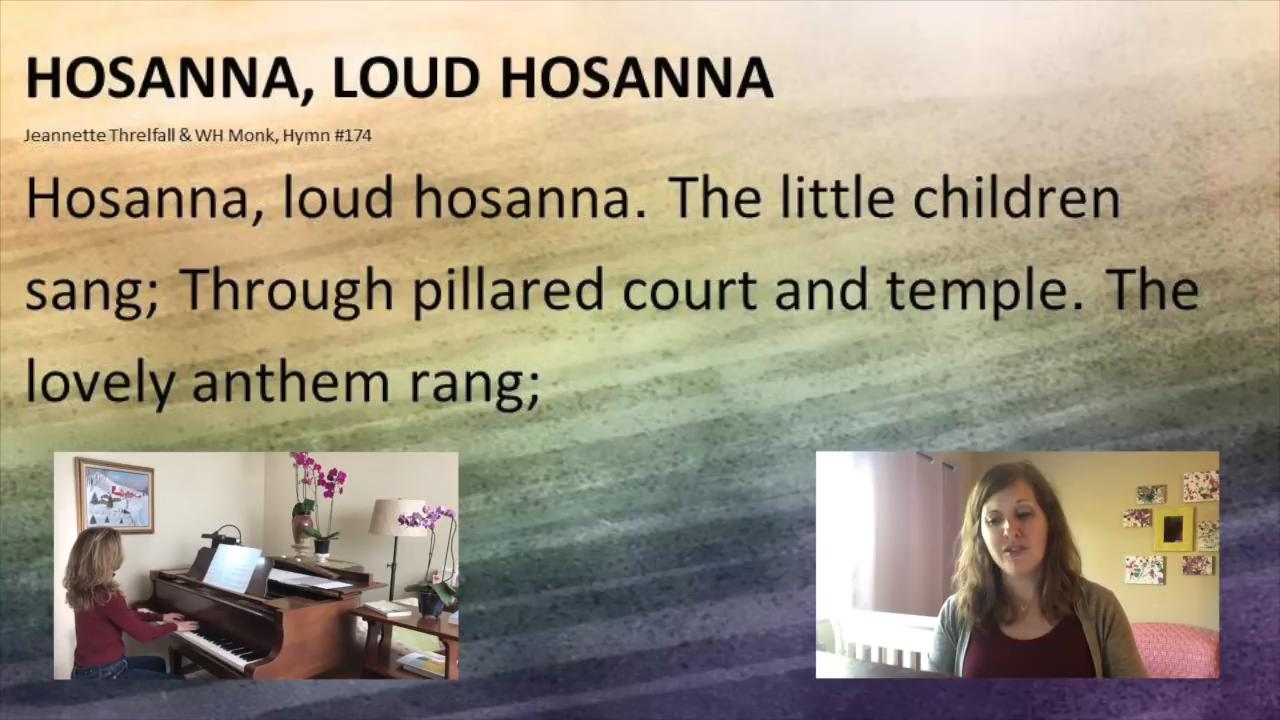 HOSANNA, LOUD HOSANNA
Jeannette Threlfall & WH Monk, Hymn #174
Hosanna, loud hosanna. The little children
sang; Through pillared court and temple. The
lovely anthem rang;